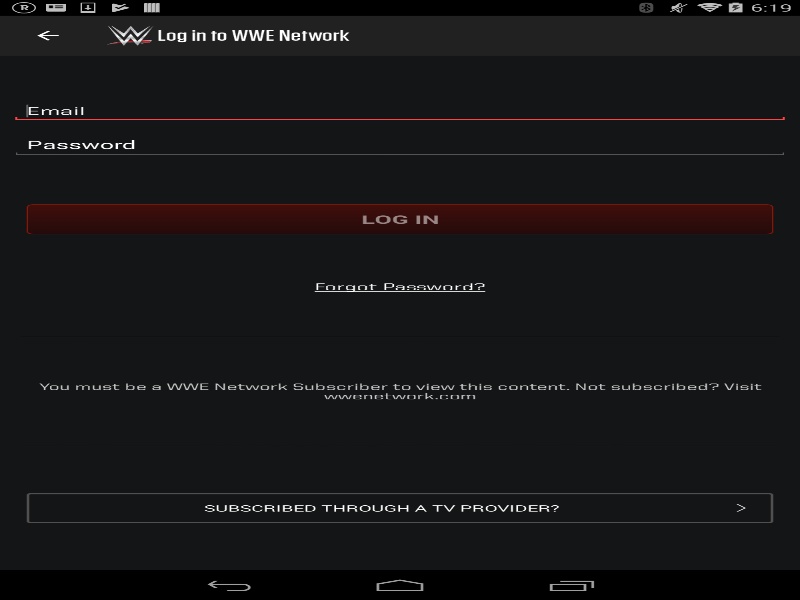 6:19
Log in to WWE Network
Email
Password
LOG IN
Forgot Password?
You must be a WWE Network Subscriber to view this content. Not subscribed? Visit
wwenetwork.com
SUBSCRIBED THROUGH A TV PROVIDER? >